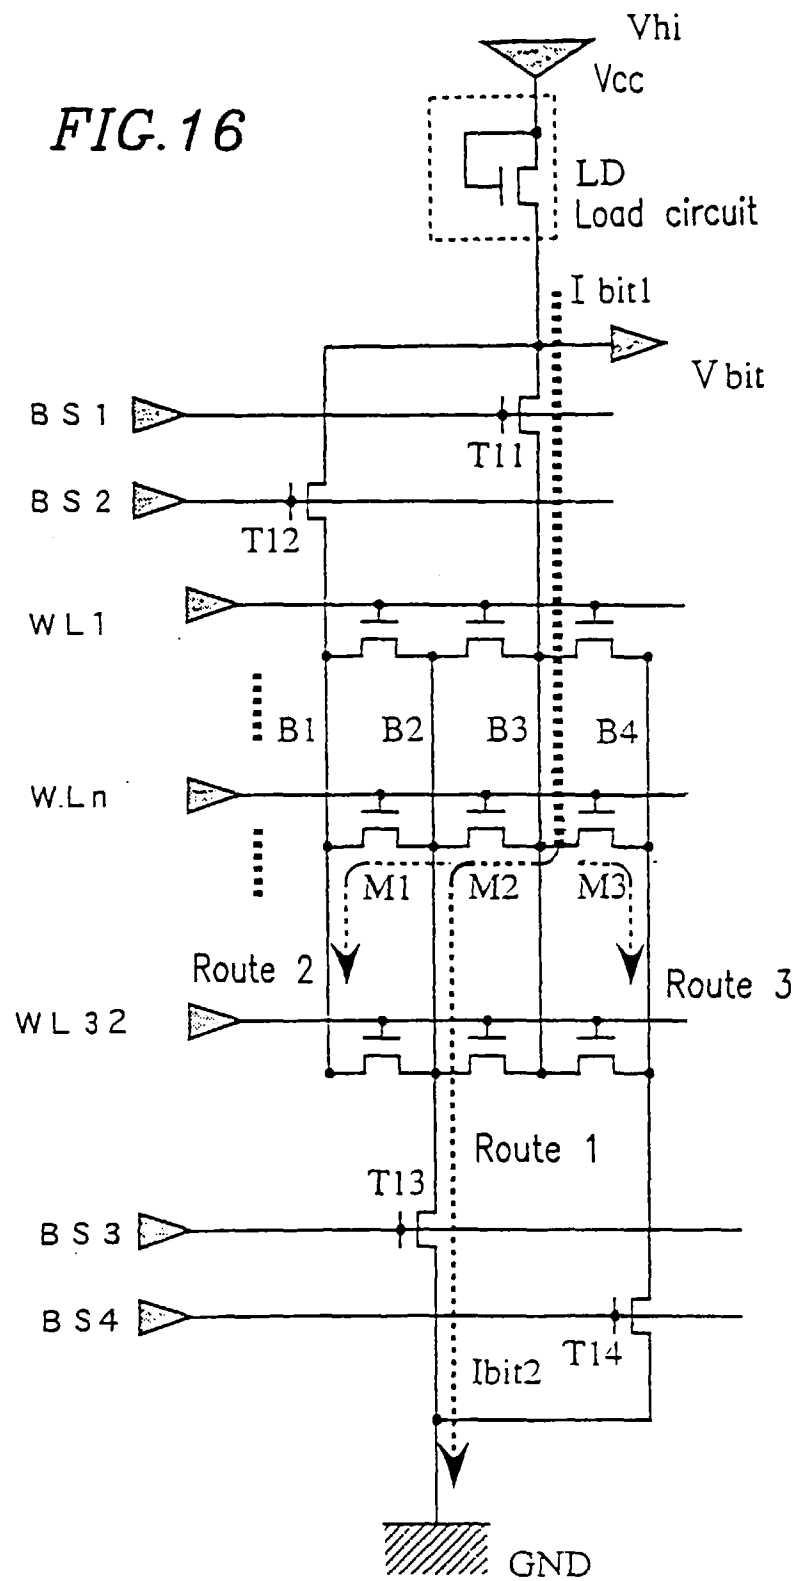 Vhi
Vcc
FIG.16
LD
Load circuit
I bit1
Vbit
BS1
T11
BS2
T12
WL1
B1 B2 B3 B4
W.Ln
M1 M2 M3
Route 2
Route 3
WL32
Route 1
T13
BS3
BS4
T14
Ibit2
GND